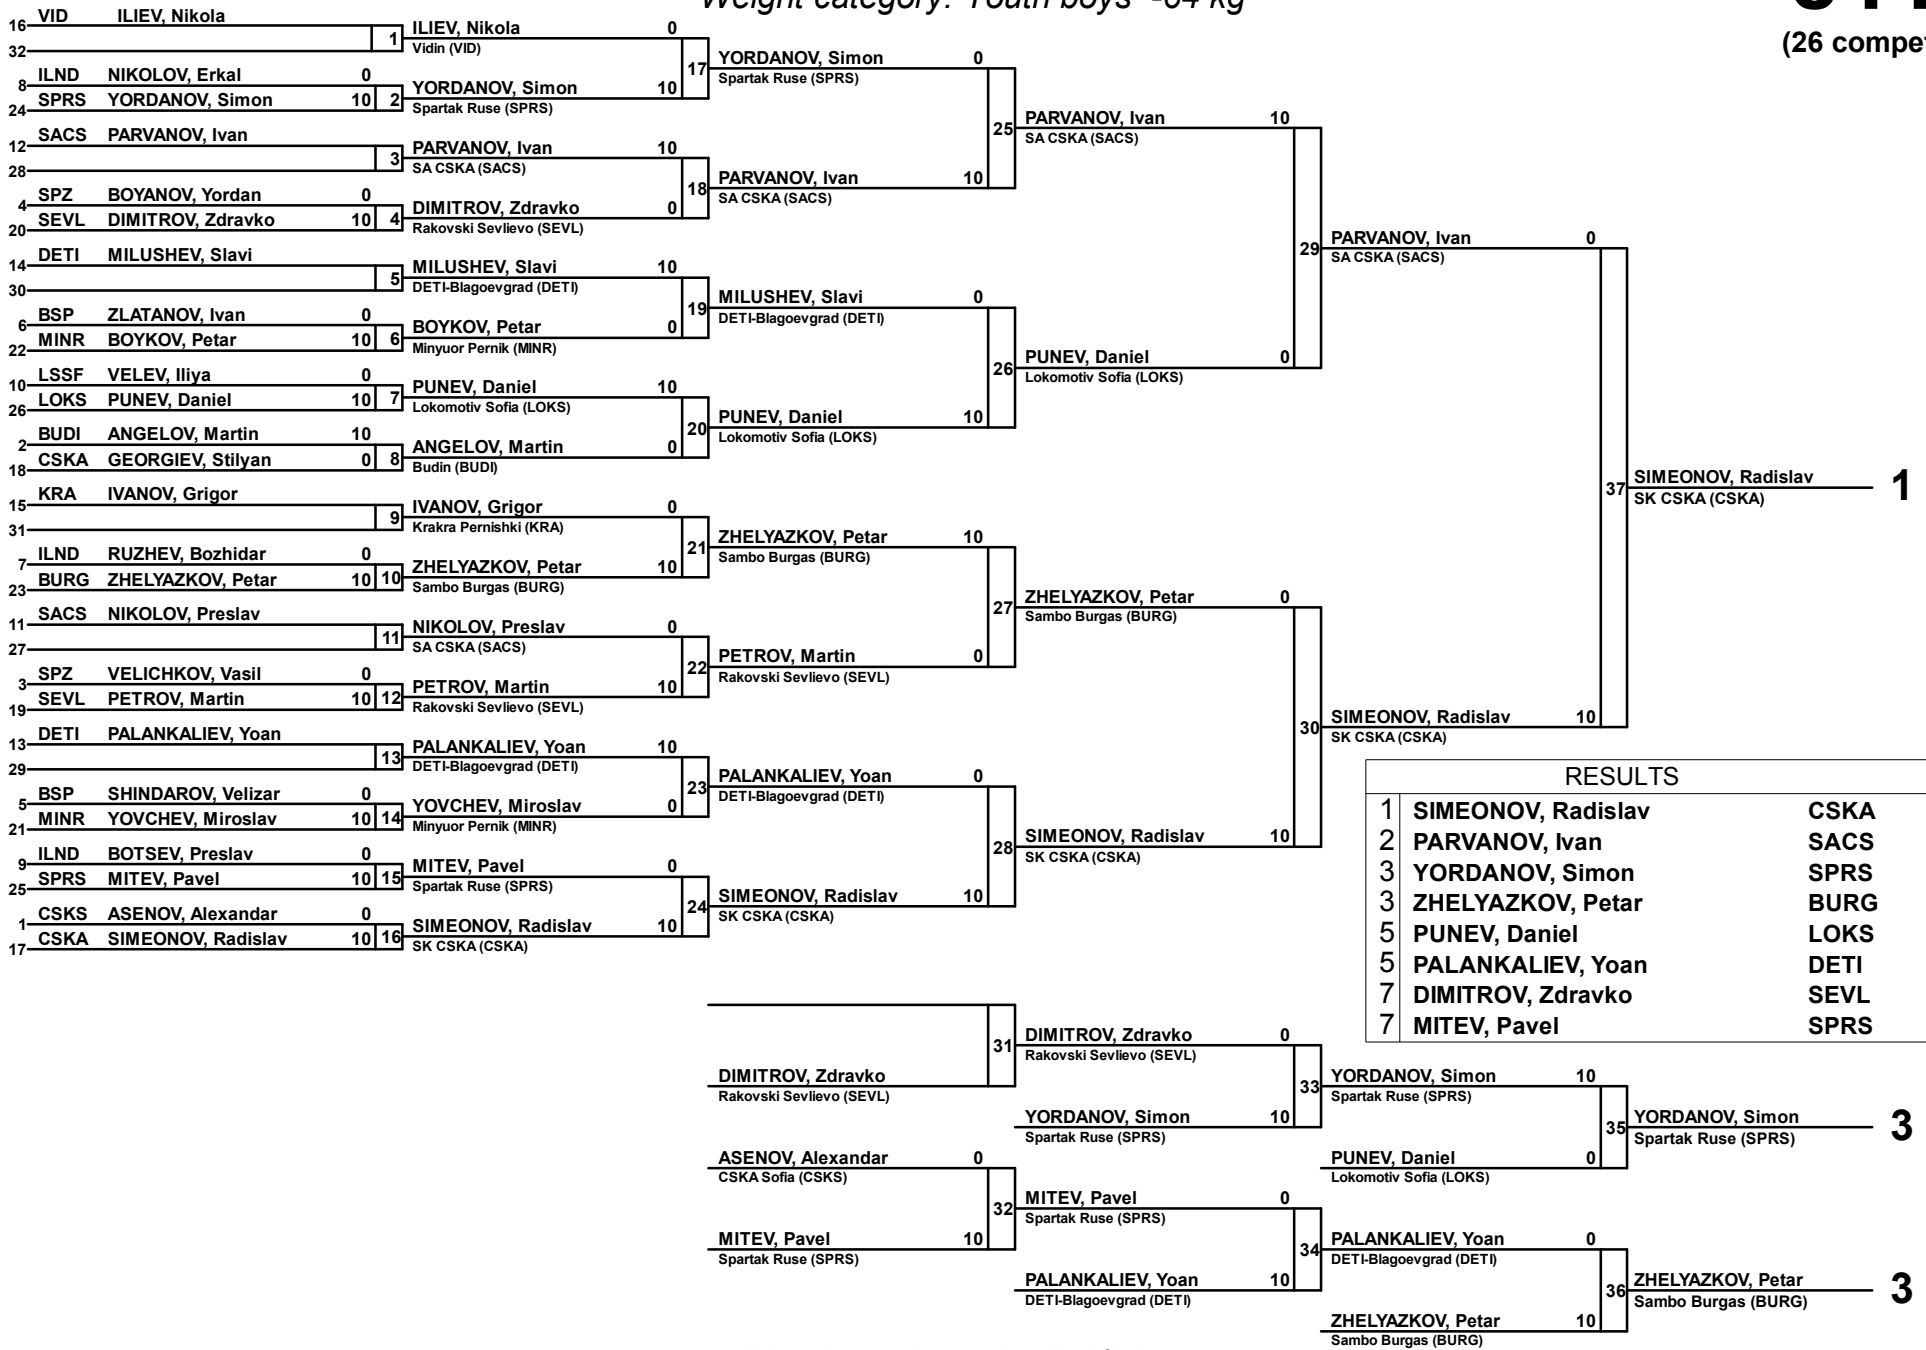 Weight category: Youth boys -64 kg
(26 compe
16 VID ILIEV, Nikola
32
1
8 ILND NIKOLOV, Erkal 0
24 SPRS YORDANOV, Simon 10
2
12 SACS PARVANOV, Ivan
28
3
4 SPZ BOYANOV, Yordan 0
20 SEVL DIMITROV, Zdravko 10
4
14 DETI MILUSHEV, Slavi
30
5
6 BSP ZLATANOV, Ivan 0
22 MINR BOYKOV, Petar 10
6
10 LSSF VELEV, Iliya 0
26 LOKS PUNEV, Daniel 10
7
2 BUDI ANGELOV, Martin 10
18 CSKA GEORGIEV, Stilyan 0
8
15 KRA IVANOV, Grigor
31
9
7 ILND RUZHEV, Bozhidar 0
23 BURG ZHELYAZKOV, Petar 10
10
11 SACS NIKOLOV, Preslav
27
11
3 SPZ VELICHKOV, Vasil 0
19 SEVL PETROV, Martin 10
12
13 DETI PALANKALIEV, Yoan
29
13
5 BSP SHINDAROV, Velizar 0
21 MINR YOVCHEV, Miroslav 10
14
9 ILND BOTSEV, Preslav 0
25 SPRS MITEV, Pavel 10
15
1 CSKS ASENOV, Alexandar 0
17 CSKA SIMEONOV, Radislav 10
16
ILIEV, Nikola 0
Vidin (VID)
17
YORDANOV, Simon 10
Spartak Ruse (SPRS)
PARVANOV, Ivan 10
SA CSKA (SACS)
18
DIMITROV, Zdravko 0
Rakovski Sevlievo (SEVL)
MILUSHEV, Slavi 10
DETI-Blagoevgrad (DETI)
19
BOYKOV, Petar 0
Minyuor Pernik (MINR)
PUNEV, Daniel 10
Lokomotiv Sofia (LOKS)
20
ANGELOV, Martin 0
Budin (BUDI)
IVANOV, Grigor 0
Krakra Pernishki (KRA)
21
ZHELYAZKOV, Petar 10
Sambo Burgas (BURG)
NIKOLOV, Preslav 0
SA CSKA (SACS)
22
PETROV, Martin 10
Rakovski Sevlievo (SEVL)
PALANKALIEV, Yoan 10
DETI-Blagoevgrad (DETI)
23
YOVCHEV, Miroslav 0
Minyuor Pernik (MINR)
MITEV, Pavel 0
Spartak Ruse (SPRS)
24
SIMEONOV, Radislav 10
SK CSKA (CSKA)
YORDANOV, Simon 0
Spartak Ruse (SPRS)
25
PARVANOV, Ivan 10
SA CSKA (SACS)
MILUSHEV, Slavi 0
DETI-Blagoevgrad (DETI)
26
PUNEV, Daniel 10
Lokomotiv Sofia (LOKS)
ZHELYAZKOV, Petar 10
Sambo Burgas (BURG)
27
PETROV, Martin 0
Rakovski Sevlievo (SEVL)
PALANKALIEV, Yoan 0
DETI-Blagoevgrad (DETI)
28
SIMEONOV, Radislav 10
SK CSKA (CSKA)
PARVANOV, Ivan 10
SA CSKA (SACS)
29
PUNEV, Daniel 0
Lokomotiv Sofia (LOKS)
ZHELYAZKOV, Petar 0
Sambo Burgas (BURG)
30
SIMEONOV, Radislav 10
SK CSKA (CSKA)
PARVANOV, Ivan 0
SA CSKA (SACS)
37
SIMEONOV, Radislav 10
SK CSKA (CSKA)
SIMEONOV, Radislav 1
SK CSKA (CSKA)
RESULTS
1 SIMEONOV, Radislav CSKA
2 PARVANOV, Ivan SACS
3 YORDANOV, Simon SPRS
3 ZHELYAZKOV, Petar BURG
5 PUNEV, Daniel LOKS
5 PALANKALIEV, Yoan DETI
7 DIMITROV, Zdravko SEVL
7 MITEV, Pavel SPRS
31
DIMITROV, Zdravko
Rakovski Sevlievo (SEVL)
ASENOV, Alexandar 0
CSKA Sofia (CSKS)
32
MITEV, Pavel 10
Spartak Ruse (SPRS)
DIMITROV, Zdravko 0
Rakovski Sevlievo (SEVL)
33
YORDANOV, Simon 10
Spartak Ruse (SPRS)
MITEV, Pavel 0
Spartak Ruse (SPRS)
34
PALANKALIEV, Yoan 10
DETI-Blagoevgrad (DETI)
YORDANOV, Simon 10
Spartak Ruse (SPRS)
35
PUNEV, Daniel 0
Lokomotiv Sofia (LOKS)
PALANKALIEV, Yoan 0
DETI-Blagoevgrad (DETI)
36
ZHELYAZKOV, Petar 10
Sambo Burgas (BURG)
YORDANOV, Simon 3
Spartak Ruse (SPRS)
ZHELYAZKOV, Petar 3
Sambo Burgas (BURG)